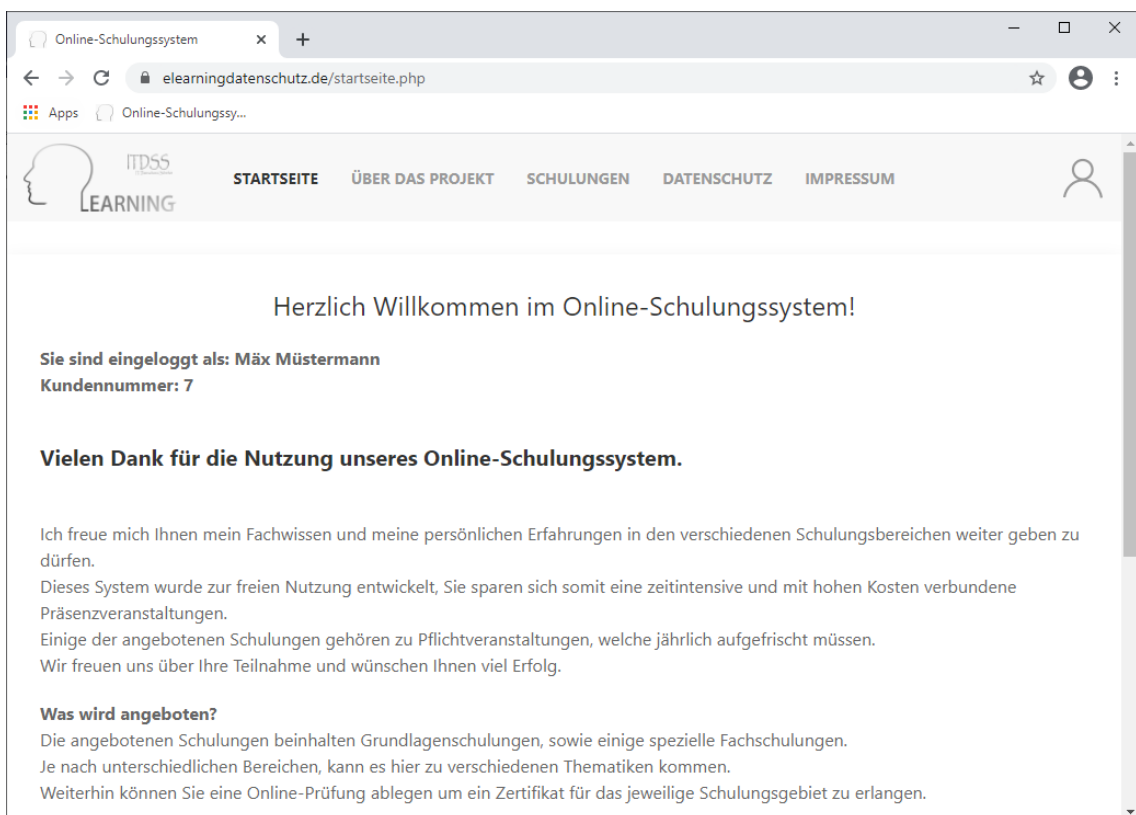 Online-Schulungssystem
elearningdatenschutz.de/startseite.php
Apps Online-Schulungssy...
ITDSS
LEARNING
STARTSEITE ÜBER DAS PROJEKT SCHULUNGEN DATENSCHUTZ IMPRESSUM
Herzlich Willkommen im Online-Schulungssystem!
Sie sind eingeloggt als: Mäx Müstermann
Kundennummer: 7
Vielen Dank für die Nutzung unseres Online-Schulungssystem.
Ich freue mich Ihnen mein Fachwissen und meine persönlichen Erfahrungen in den verschiedenen Schulungsbereichen weiter geben zu
dürfen.
Dieses System wurde zur freien Nutzung entwickelt, Sie sparen sich somit eine zeitintensive und mit hohen Kosten verbundene
Präsenzveranstaltungen.
Einige der angebotenen Schulungen gehören zu Pflichtveranstaltungen, welche jährlich aufgefrischt müssen.
Wir freuen uns über Ihre Teilnahme und wünschen Ihnen viel Erfolg.
Was wird angeboten?
Die angebotenen Schulungen beinhalten Grundlagenschulungen, sowie einige spezielle Fachschulungen.
Je nach unterschiedlichen Bereichen, kann es hier zu verschiedenen Thematiken kommen.
Weiterhin können Sie eine Online-Prüfung ablegen um ein Zertifikat für das jeweilige Schulungsgebiet zu erlangen.